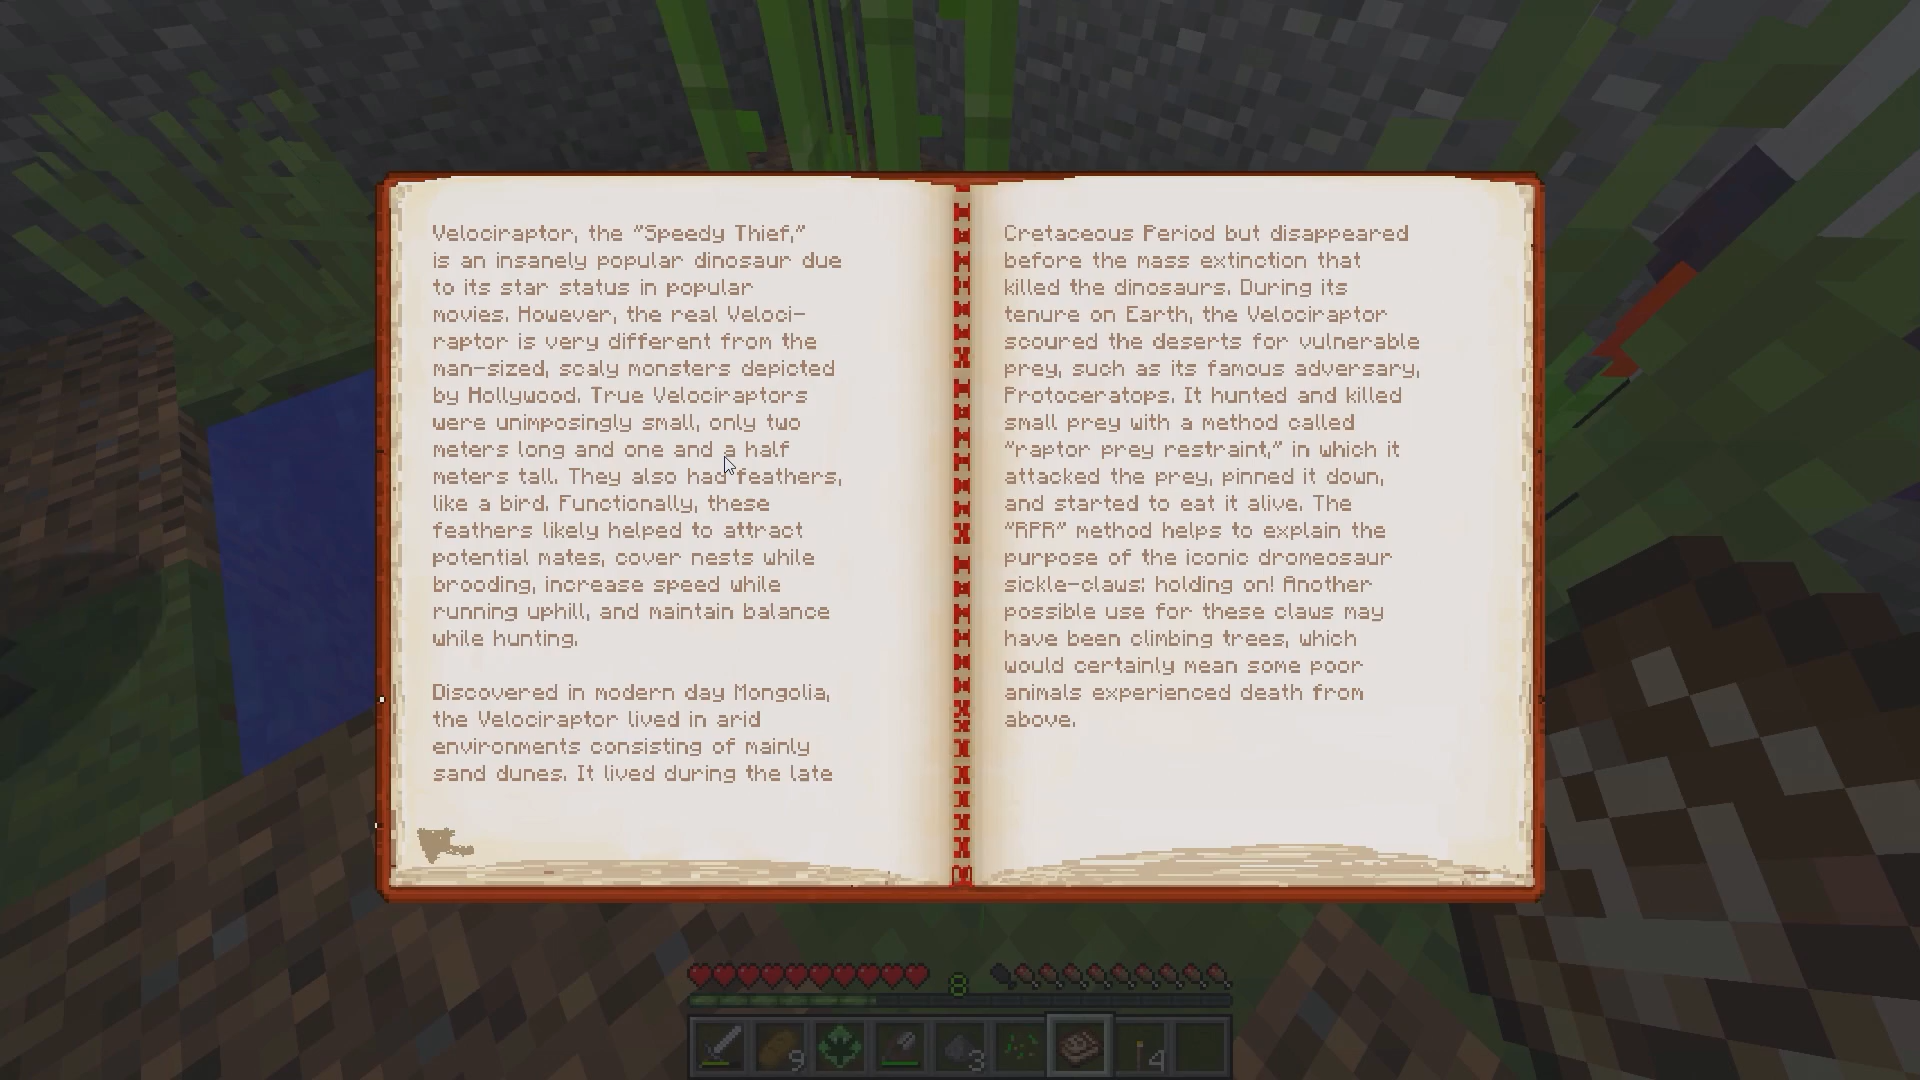 Velociraptor, the "Speedy Thief,"
is an insanely popular dinosaur due
to its star status in popular
movies. However, the real Veloci-
raptor is very different from the
man-sized, scaly monsters depicted
by Hollywood. True Velociraptors
were unimposingly small, only two
meters long and one and a half
meters tall. They also had feathers,
like a bird. Functionally, these
feathers likely helped to attract
potential mates, cover nests while
brooding, increase speed while
running uphill, and maintain balance
while hunting.
Discovered in modern day Mongolia,
the Velociraptor lived in arid
environments consisting of mainly
sand dunes. It lived during the late
Cretaceous Period but disappeared
before the mass extinction that
killed the dinosaurs. During its
tenure on Earth, the Velociraptor
scoured the deserts for vulnerable
prey, such as its famous adversary,
Protoceratops. It hunted and killed
small prey with a method called
"raptor prey restraint," in which it
attacked the prey, pinned it down,
and started to eat it alive. The
"RPR" method helps to explain the
purpose of the iconic dromeosaur
sickle-claws: holding on! Another
possible use for these claws may
have been climbing trees, which
would certainly mean some poor
animals experienced death from
above.
8
9 3 4